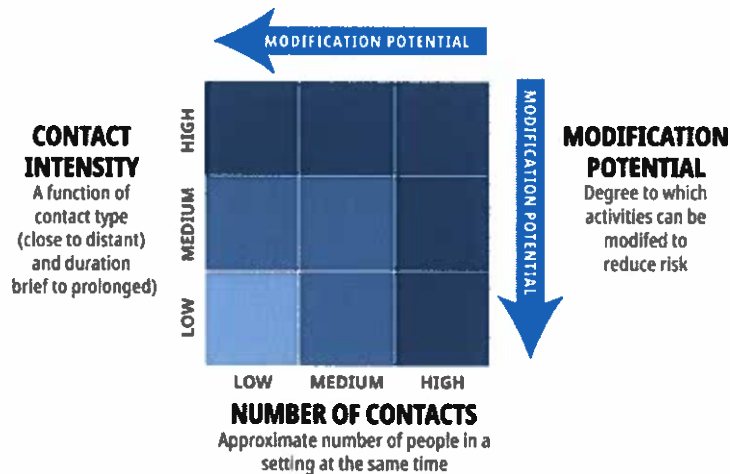 MODIFICATION POTENTIAL
CONTACT
INTENSITY
A function of
contact type
(close to distant)
and duration
brief to prolonged)
HIGH
MEDIUM
LOW
MODIFICATION POTENTIAL
MODIFICATION
POTENTIAL
Degree to which
activities can be
modifed to
reduce risk
LOW MEDIUM HIGH
NUMBER OF CONTACTS
Approximate number of people in a
setting at the same time